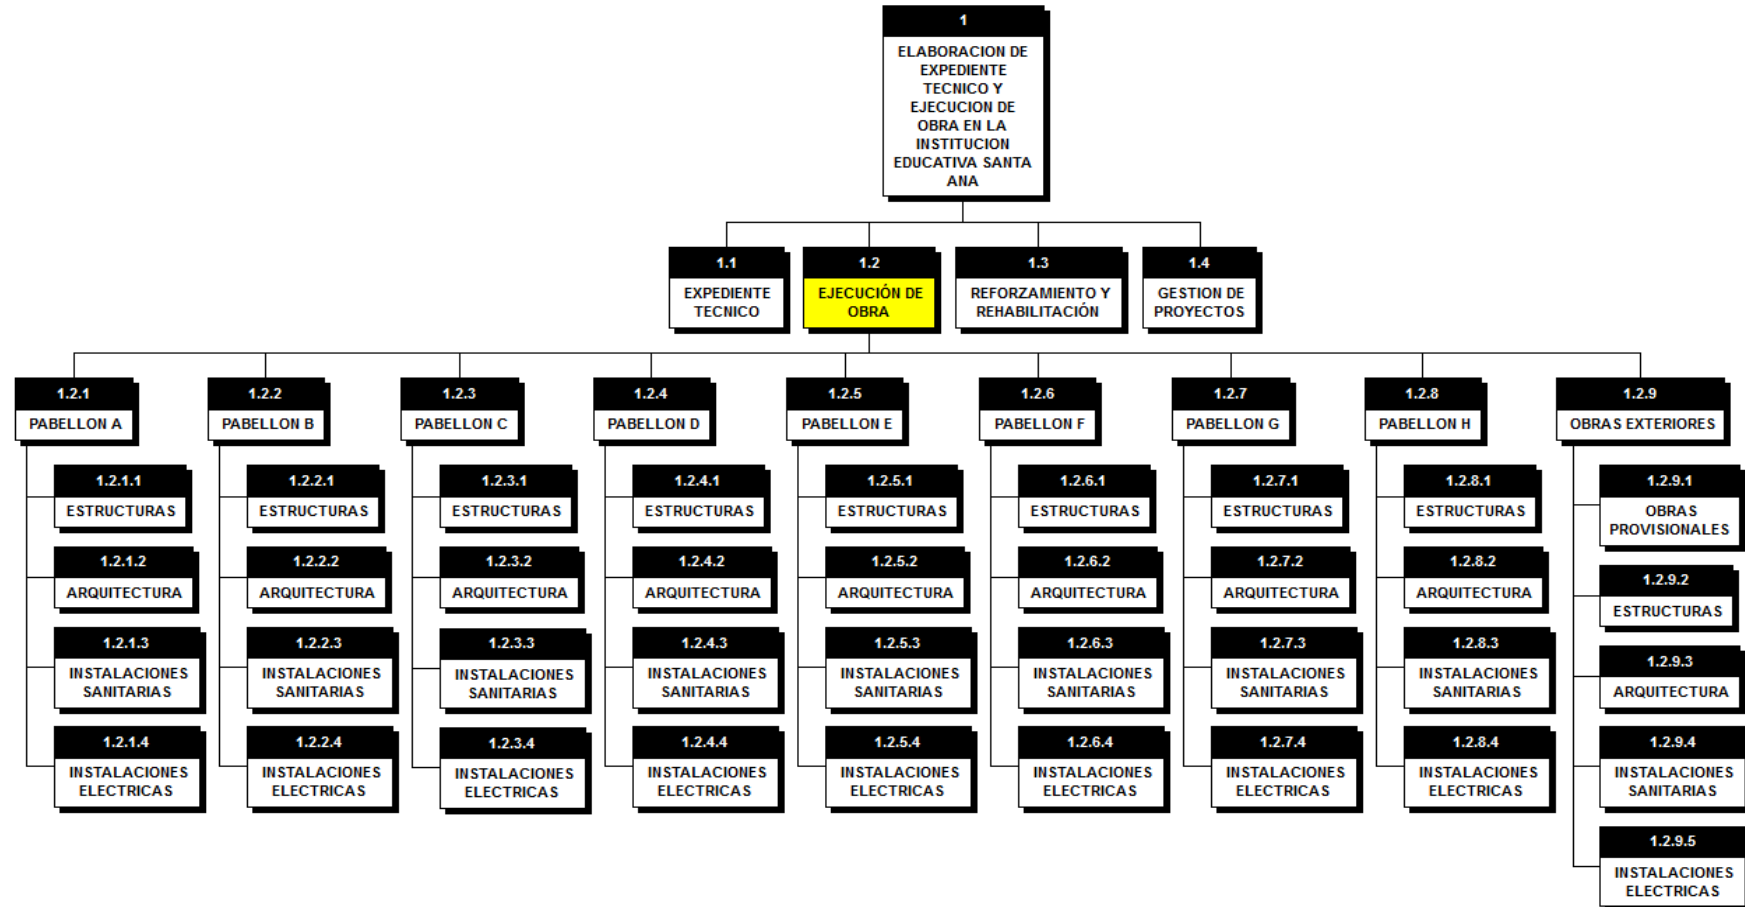 1
ELABORACION DE
EXPEDIENTE
TECNICO Y
EJECUCION DE
OBRA EN LA
INSTITUCION
EDUCATIVA SANTA
ANA
1.1
EXPEDIENTE
TECNICO
1.2
EJECUCIÓN DE
OBRA
1.3
REFORZAMIENTO Y
REHABILITACIÓN
1.4
GESTION DE
PROYECTOS
1.2.1
PABELLON A
1.2.1.1
ESTRUCTURAS
1.2.1.2
ARQUITECTURA
1.2.1.3
INSTALACIONES
SANITARIAS
1.2.1.4
INSTALACIONES
ELECTRICAS
1.2.2
PABELLON B
1.2.2.1
ESTRUCTURAS
1.2.2.2
ARQUITECTURA
1.2.2.3
INSTALACIONES
SANITARIAS
1.2.2.4
INSTALACIONES
ELECTRICAS
1.2.3
PABELLON C
1.2.3.1
ESTRUCTURAS
1.2.3.2
ARQUITECTURA
1.2.3.3
INSTALACIONES
SANITARIAS
1.2.3.4
INSTALACIONES
ELECTRICAS
1.2.4
PABELLON D
1.2.4.1
ESTRUCTURAS
1.2.4.2
ARQUITECTURA
1.2.4.3
INSTALACIONES
SANITARIAS
1.2.4.4
INSTALACIONES
ELECTRICAS
1.2.5
PABELLON E
1.2.5.1
ESTRUCTURAS
1.2.5.2
ARQUITECTURA
1.2.5.3
INSTALACIONES
SANITARIAS
1.2.5.4
INSTALACIONES
ELECTRICAS
1.2.6
PABELLON F
1.2.6.1
ESTRUCTURAS
1.2.6.2
ARQUITECTURA
1.2.6.3
INSTALACIONES
SANITARIAS
1.2.6.4
INSTALACIONES
ELECTRICAS
1.2.7
PABELLON G
1.2.7.1
ESTRUCTURAS
1.2.7.2
ARQUITECTURA
1.2.7.3
INSTALACIONES
SANITARIAS
1.2.7.4
INSTALACIONES
ELECTRICAS
1.2.8
PABELLON H
1.2.8.1
ESTRUCTURAS
1.2.8.2
ARQUITECTURA
1.2.8.3
INSTALACIONES
SANITARIAS
1.2.8.4
INSTALACIONES
ELECTRICAS
1.2.9
OBRAS EXTERIORES
1.2.9.1
OBRAS
PROVISIONALES
1.2.9.2
ESTRUCTURAS
1.2.9.3
ARQUITECTURA
1.2.9.4
INSTALACIONES
SANITARIAS
1.2.9.5
INSTALACIONES
ELECTRICAS